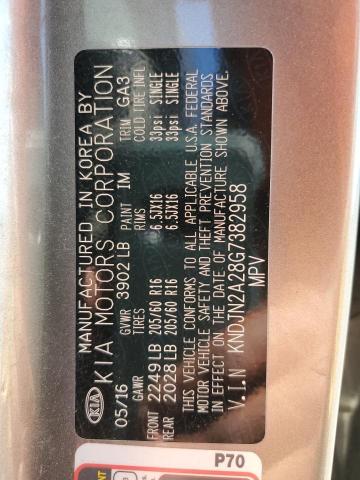 MANUFACTURED IN KOREA BY
KIA KIA MOTORS CORPORATION
05/16 GVWR 3902LB PAINT IM TRIM GA3
GAWR TIRES RIMS COLD TIRE INFL
FRONT 2249LB 205/60 R16 6.5JX16 33psi SINGLE
REAR 2028LB 205/60 R16 6.5JX16 33psi SINGLE
THIS VEHICLE CONFORMS TO ALL APPLICABLE U.S.A. FEDERAL
MOTOR VEHICLE SAFETY AND THEFT PREVENTION STANDARDS
IN EFFECT ON THE DATE OF MANUFACTURE SHOWN ABOVE.
V.I.N KNDJN2A28G7382958
MPV
P70